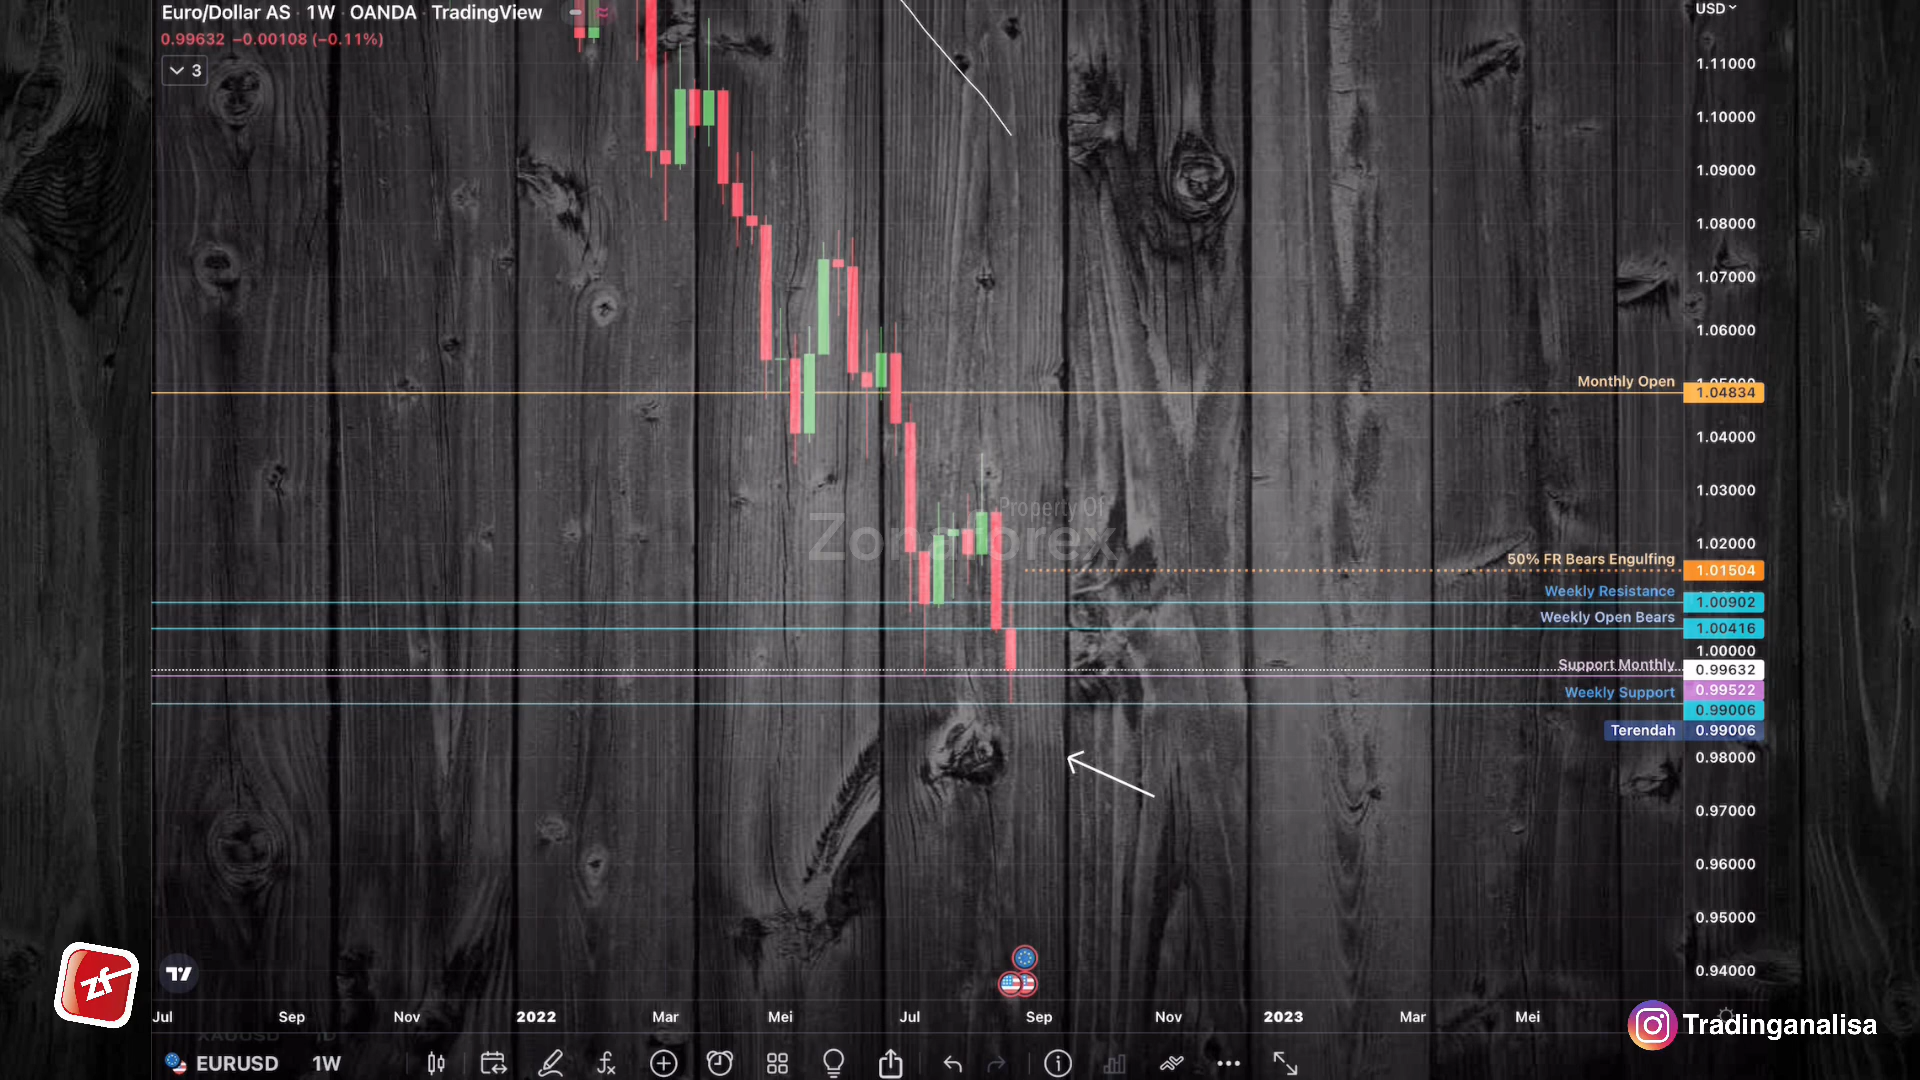 Euro/Dollar AS · 1W · OANDA · TradingView
0.99632 −0.00108 (−0.11%)
3
USD
1.11000
1.10000
1.09000
1.08000
1.07000
1.06000
Monthly Open 1.04834
1.04000
1.03000
Property Of
Zonaforex
1.02000
50% FR Bears Engulfing 1.01504
Weekly Resistance 1.00902
Weekly Open Bears 1.00416
1.00000
Support Monthly 0.99632
0.99522
Weekly Support 0.99006
Terendah 0.99006
0.98000
0.97000
0.96000
0.95000
0.94000
zf
Jul Sep Nov 2022 Mar Mei Jul Sep Nov 2023 Mar Mei
Tradinganalisa
XAUUSD 1D
EURUSD 1W